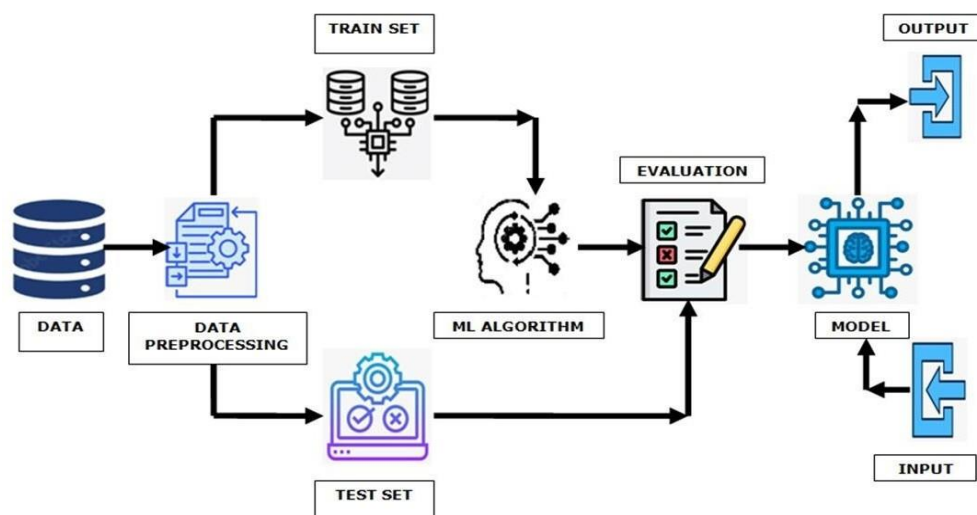 TRAIN SET
OUTPUT
EVALUATION
DATA
DATA
PREPROCESSING
ML ALGORITHM
MODEL
TEST SET
INPUT